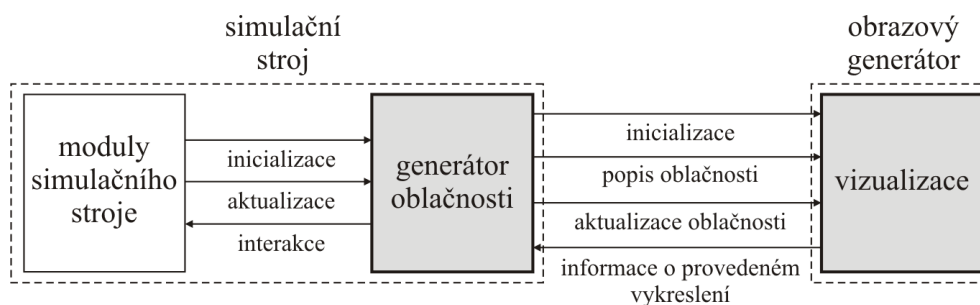 simulační
stroj
obrazový
generátor
moduly
simulačního
stroje
inicializace
aktualizace
interakce
generátor
oblačnosti
inicializace
popis oblačnosti
aktualizace oblačnosti
informace o provedeném
vykreslení
vizualizace